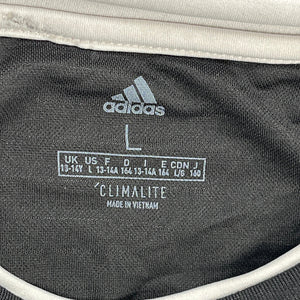 adidas
L
UK US F D I E CDN J
13-14Y L 13-14A 164 13-14A 164 L/G 160
CLIMALITE
MADE IN VIETNAM